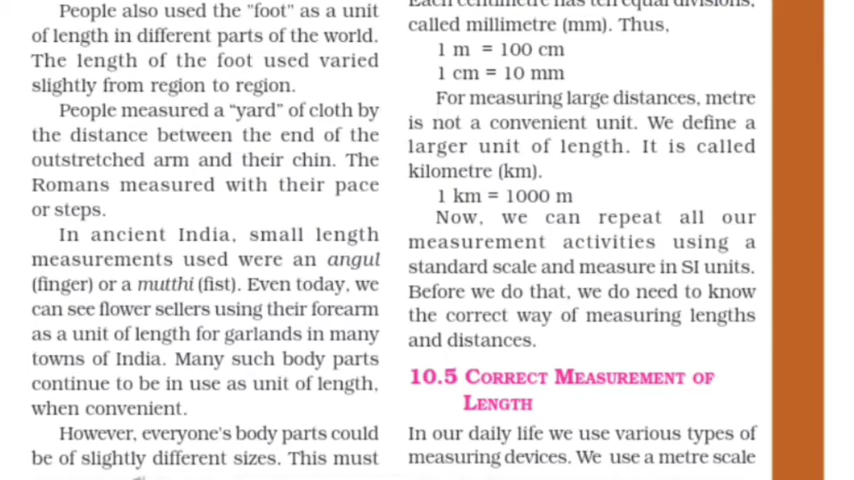 People also used the "foot" as a unit
of length in different parts of the world.
The length of the foot used varied
slightly from region to region.
People measured a “yard” of cloth by
the distance between the end of the
outstretched arm and their chin. The
Romans measured with their pace
or steps.
In ancient India, small length
measurements used were an angul
(finger) or a mutthi (fist). Even today, we
can see flower sellers using their forearm
as a unit of length for garlands in many
towns of India. Many such body parts
continue to be in use as unit of length,
when convenient.
However, everyone's body parts could
be of slightly different sizes. This must
Each centimetre has ten equal divisions,
called millimetre (mm). Thus,
1 m = 100 cm
1 cm = 10 mm
For measuring large distances, metre
is not a convenient unit. We define a
larger unit of length. It is called
kilometre (km).
1 km = 1000 m
Now, we can repeat all our
measurement activities using a
standard scale and measure in SI units.
Before we do that, we do need to know
the correct way of measuring lengths
and distances.
10.5 CORRECT MEASUREMENT OF
LENGTH
In our daily life we use various types of
measuring devices. We use a metre scale